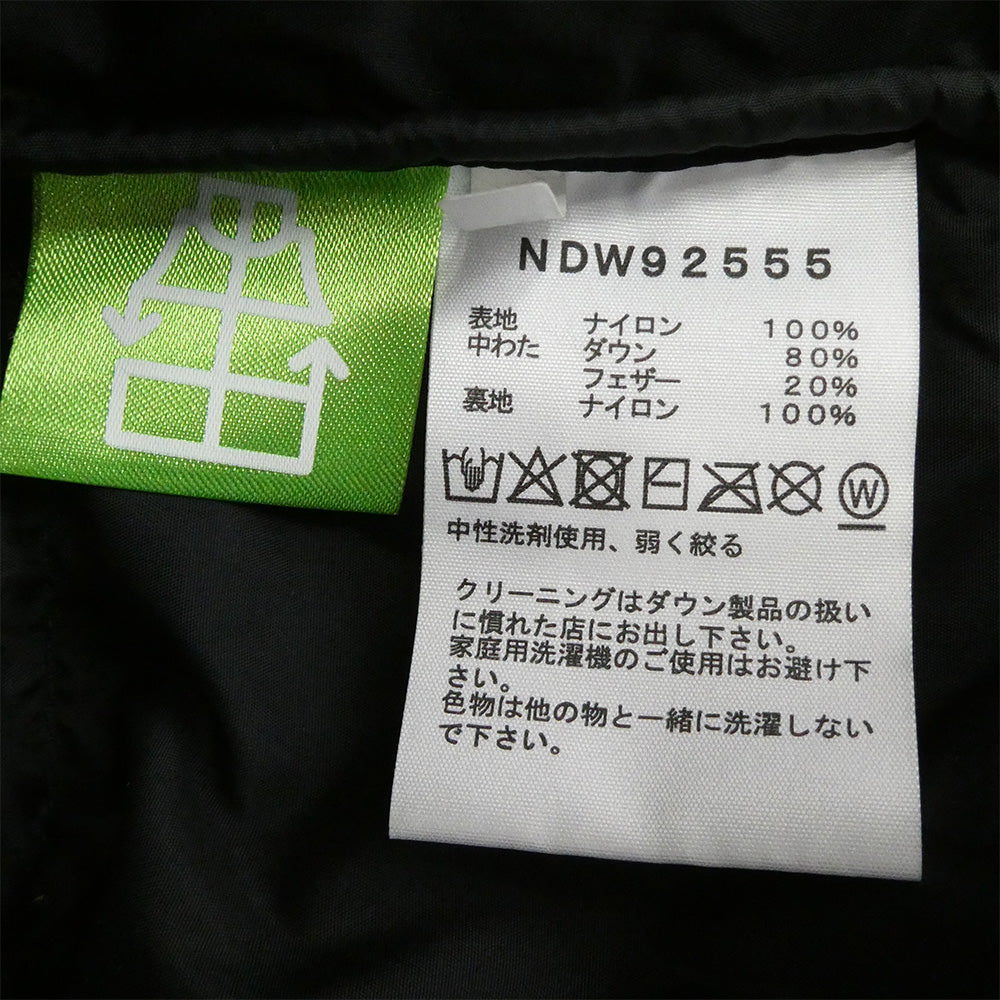 NDW92555
表地 ナイロン 100%
中わた ダウン 80%
フェザー 20%
裏地 ナイロン 100%
W
中性洗剤使用、弱く絞る
クリーニングはダウン製品の扱い
に慣れた店にお出し下さい。
家庭用洗濯機のご使用はお避け下
さい。
色物は他の物と一緒に洗濯しない
で下さい。